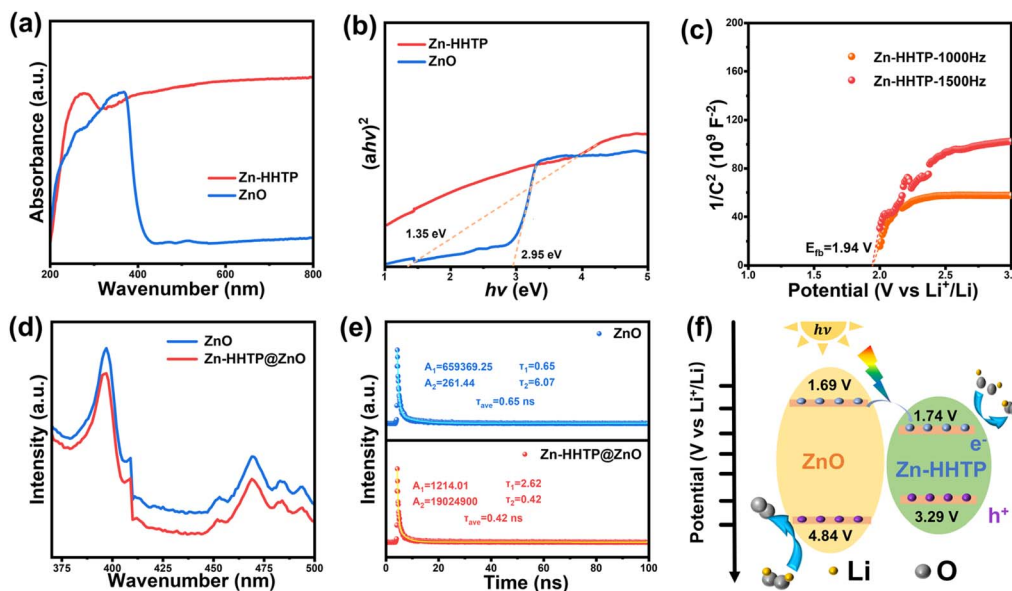 (a)
Absorbance (a.u.)
Zn-HHTP
ZnO
200 400 600 800
Wavenumber (nm)
(b)
(ahv)²
Zn-HHTP
ZnO
1.35 eV
2.95 eV
1 2 3 4 5
hv (eV)
(c)
1/C² (10⁹ F⁻²)
200
160
120
80
40
0
Zn-HHTP-1000Hz
Zn-HHTP-1500Hz
E_fb=1.94 V
1.0 1.5 2.0 2.5 3.
Potential (V vs Li⁺/Li)
(d)
Intensity (a.u.)
ZnO
Zn-HHTP@ZnO
375 400 425 450 475 500
Wavenumber (nm)
(e)
Intensity (a.u.)
ZnO
A₁=659369.25 τ₁=0.65
A₂=261.44 τ₂=6.07
τ_ave=0.65 ns
Zn-HHTP@ZnO
A₁=1214.01 τ₁=2.62
A₂=19024900 τ₂=0.42
τ_ave=0.42 ns
0 20 40 60 80 100
Time (ns)
(f)
Potential (V vs Li⁺/Li)
hv
1.69 V
1.74 V
e⁻
ZnO
Zn-HHTP
3.29 V
h⁺
4.84 V
Li
O